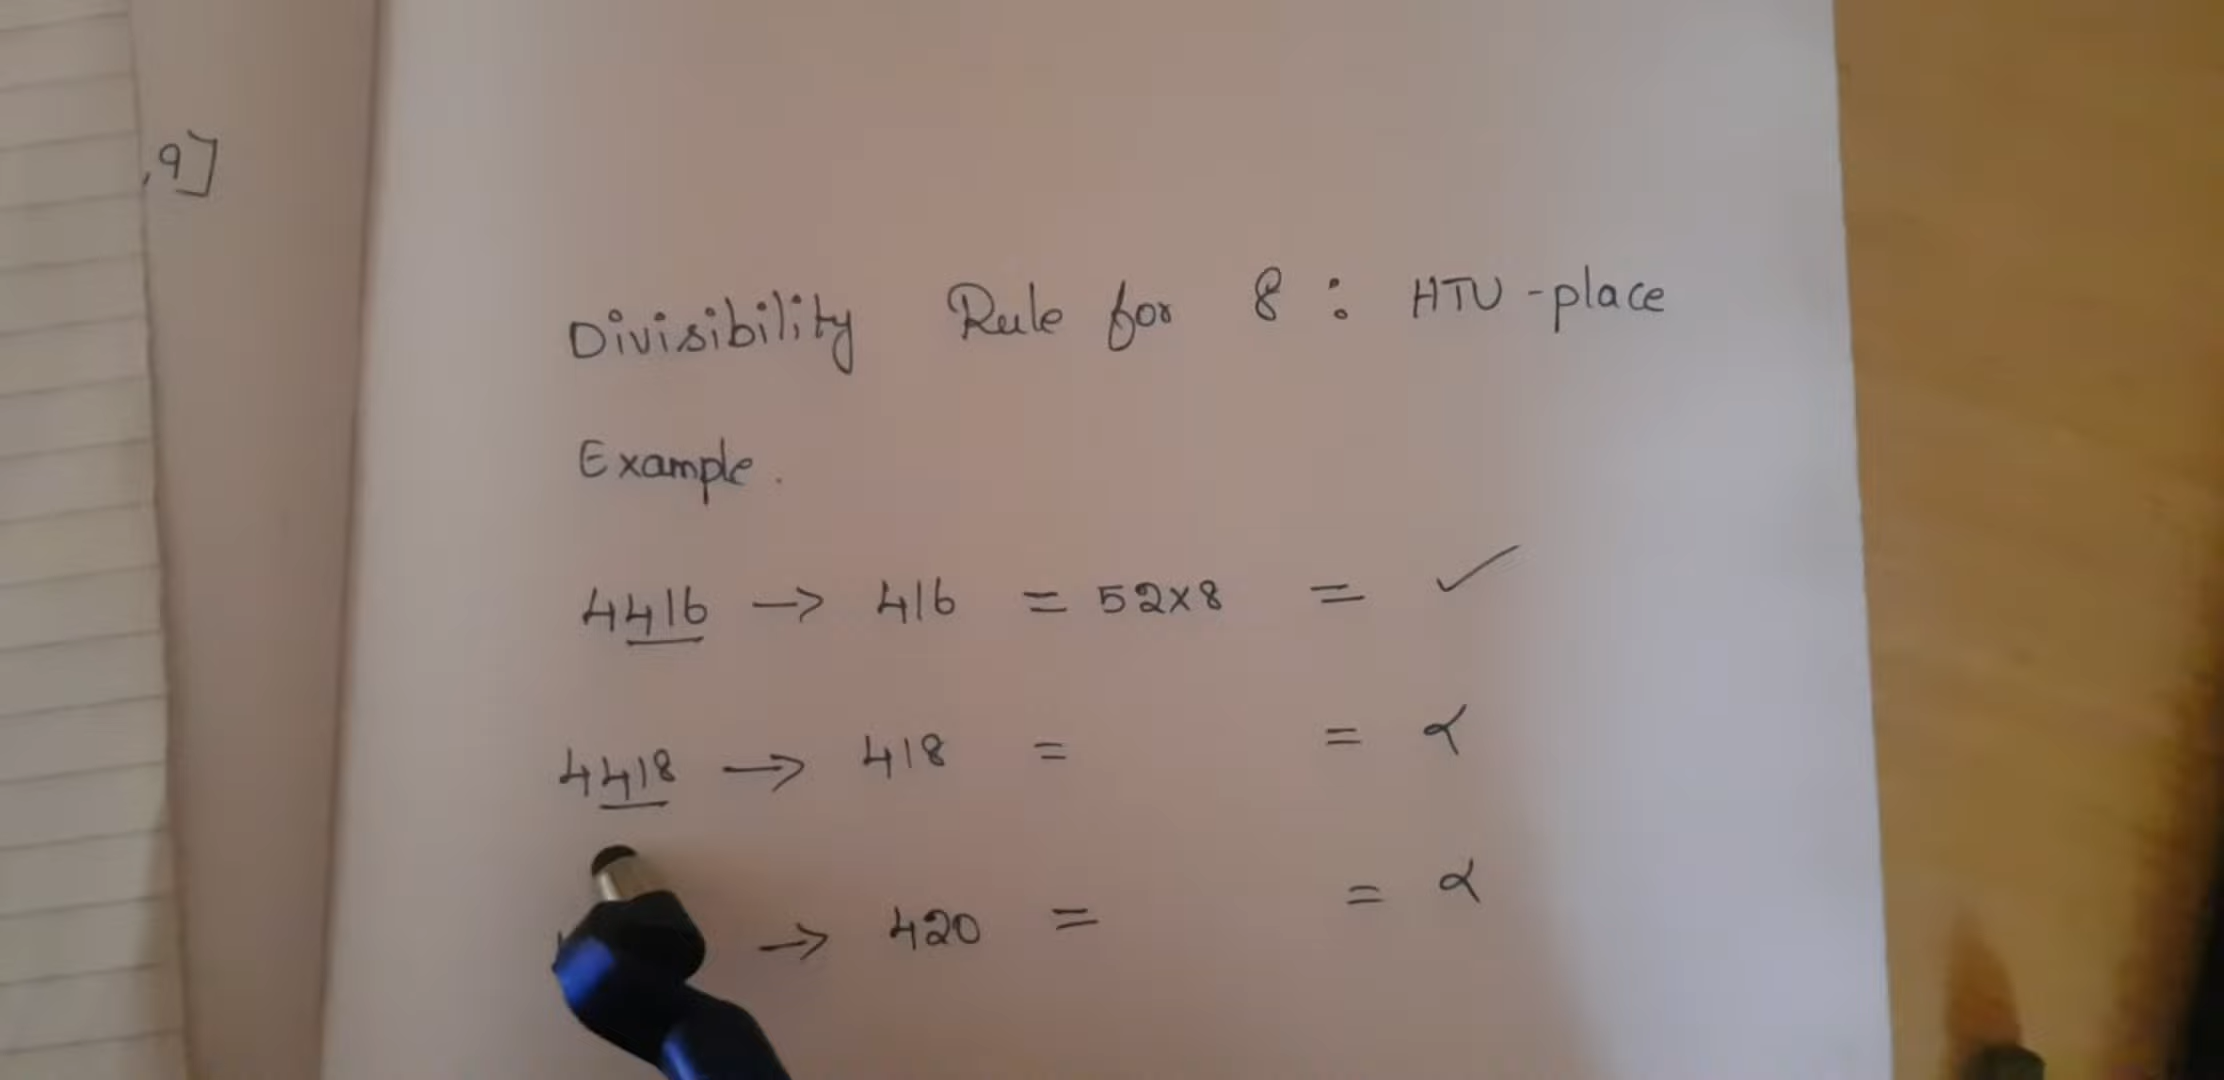 ,9]
Divisibility Rule for 8 : HTU-place
Example.
4416 → 416 = 52×8 = ✓
4418 → 418 = = ✗
→ 420 = = ✗